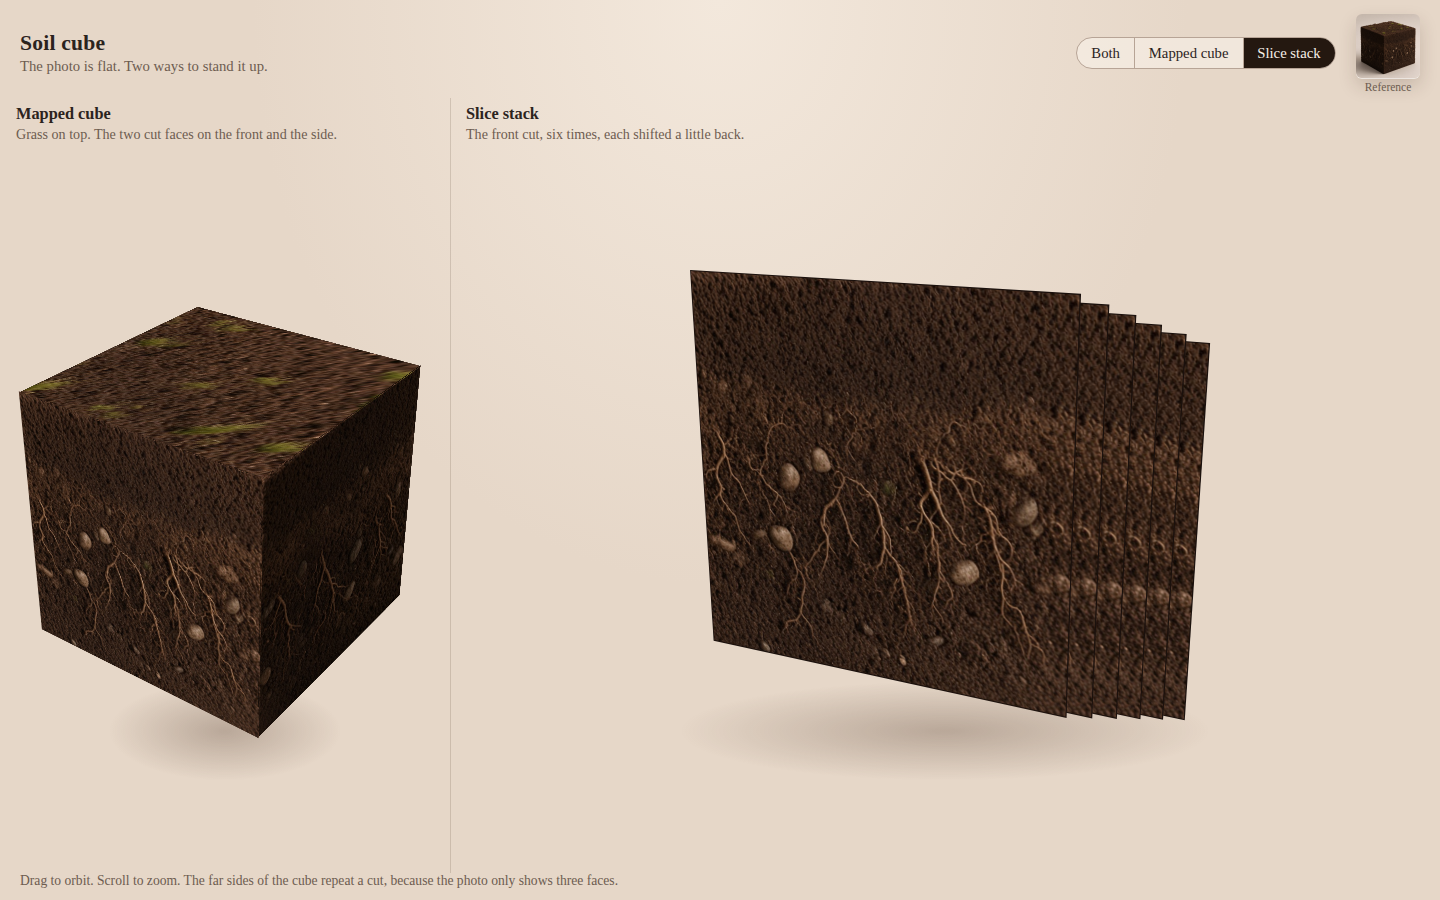 Soil cube
The photo is flat. Two ways to stand it up.
Both
Mapped cube
Slice stack
Reference
Mapped cube
Grass on top. The two cut faces on the front and the side.
Slice stack
The front cut, six times, each shifted a little back.
Drag to orbit. Scroll to zoom. The far sides of the cube repeat a cut, because the photo only shows three faces.